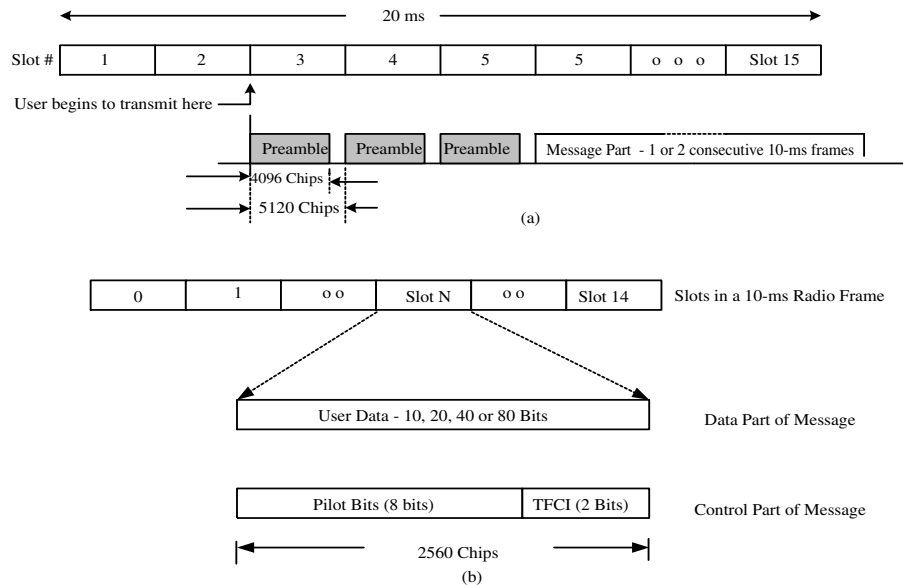 20 ms
Slot # 1 2 3 4 5 5 o o o Slot 15
User begins to transmit here
Preamble Preamble Preamble Message Part - 1 or 2 consecutive 10-ms frames
4096 Chips
5120 Chips
(a)
0 1 o o Slot N o o Slot 14 Slots in a 10-ms Radio Frame
User Data - 10, 20, 40 or 80 Bits Data Part of Message
Pilot Bits (8 bits) TFCI (2 Bits) Control Part of Message
2560 Chips
(b)